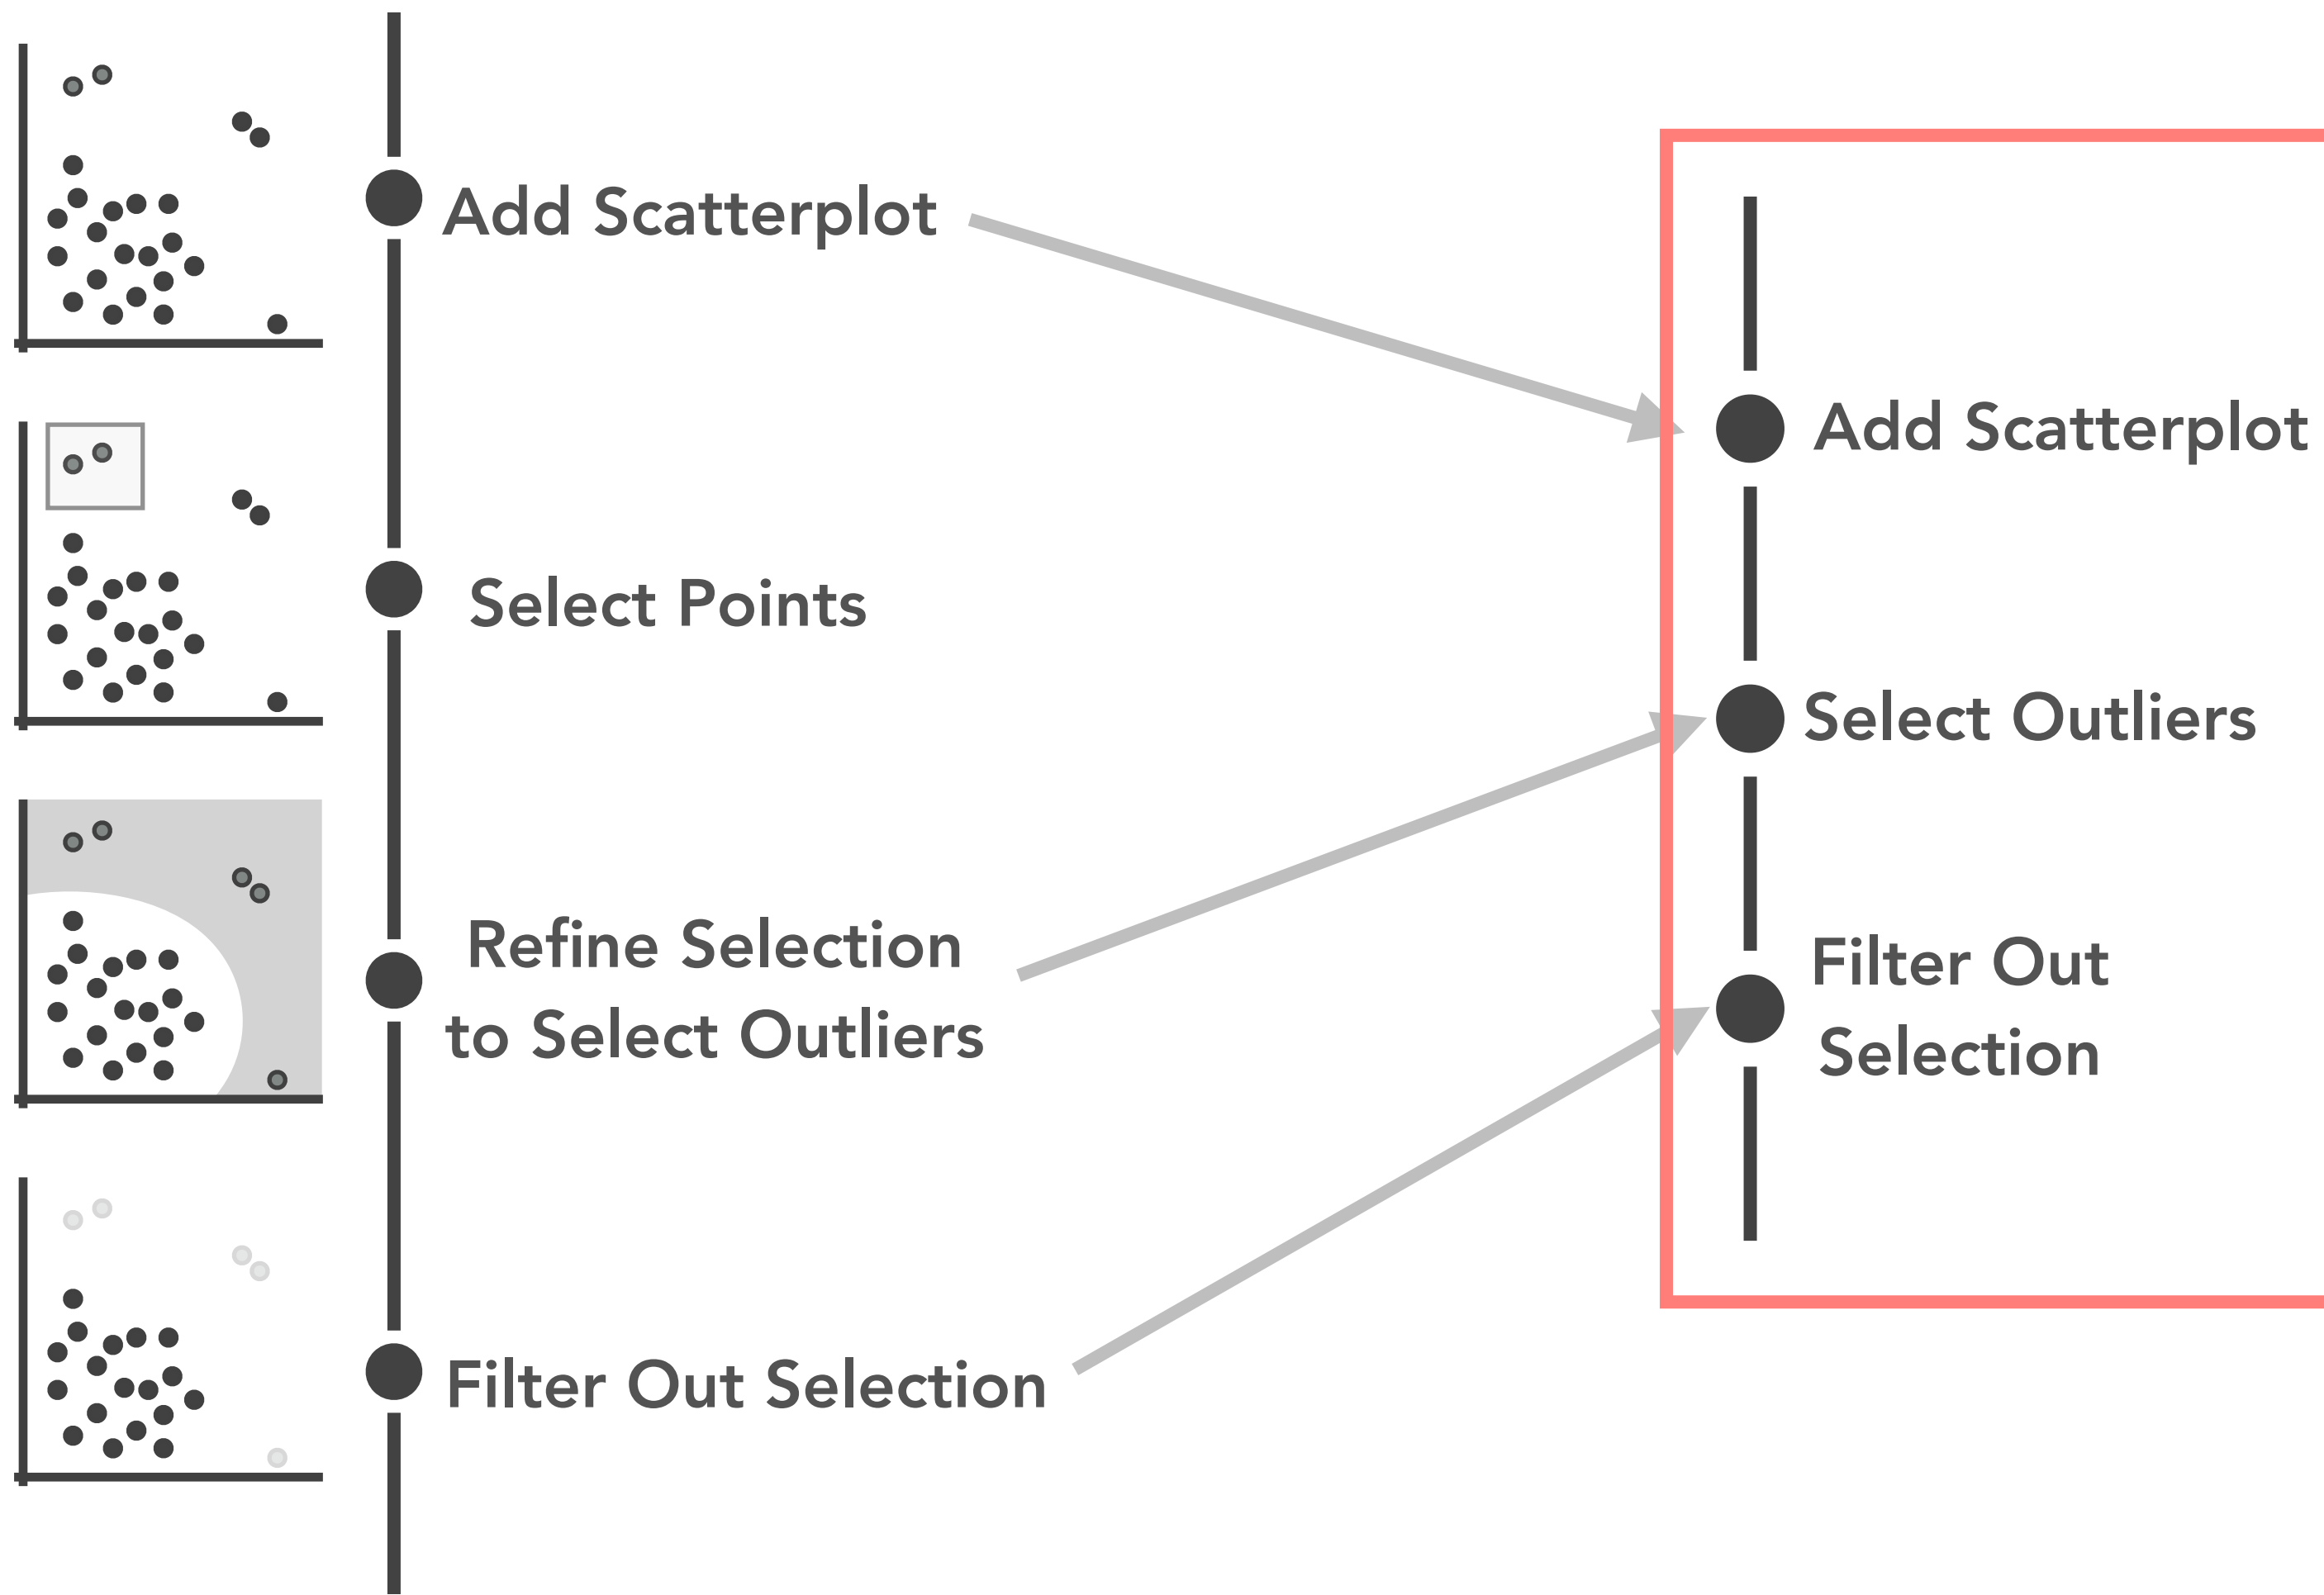 Add Scatterplot
Select Points
Refine Selection
to Select Outliers
Filter Out Selection
Add Scatterplot
Select Outliers
Filter Out
Selection